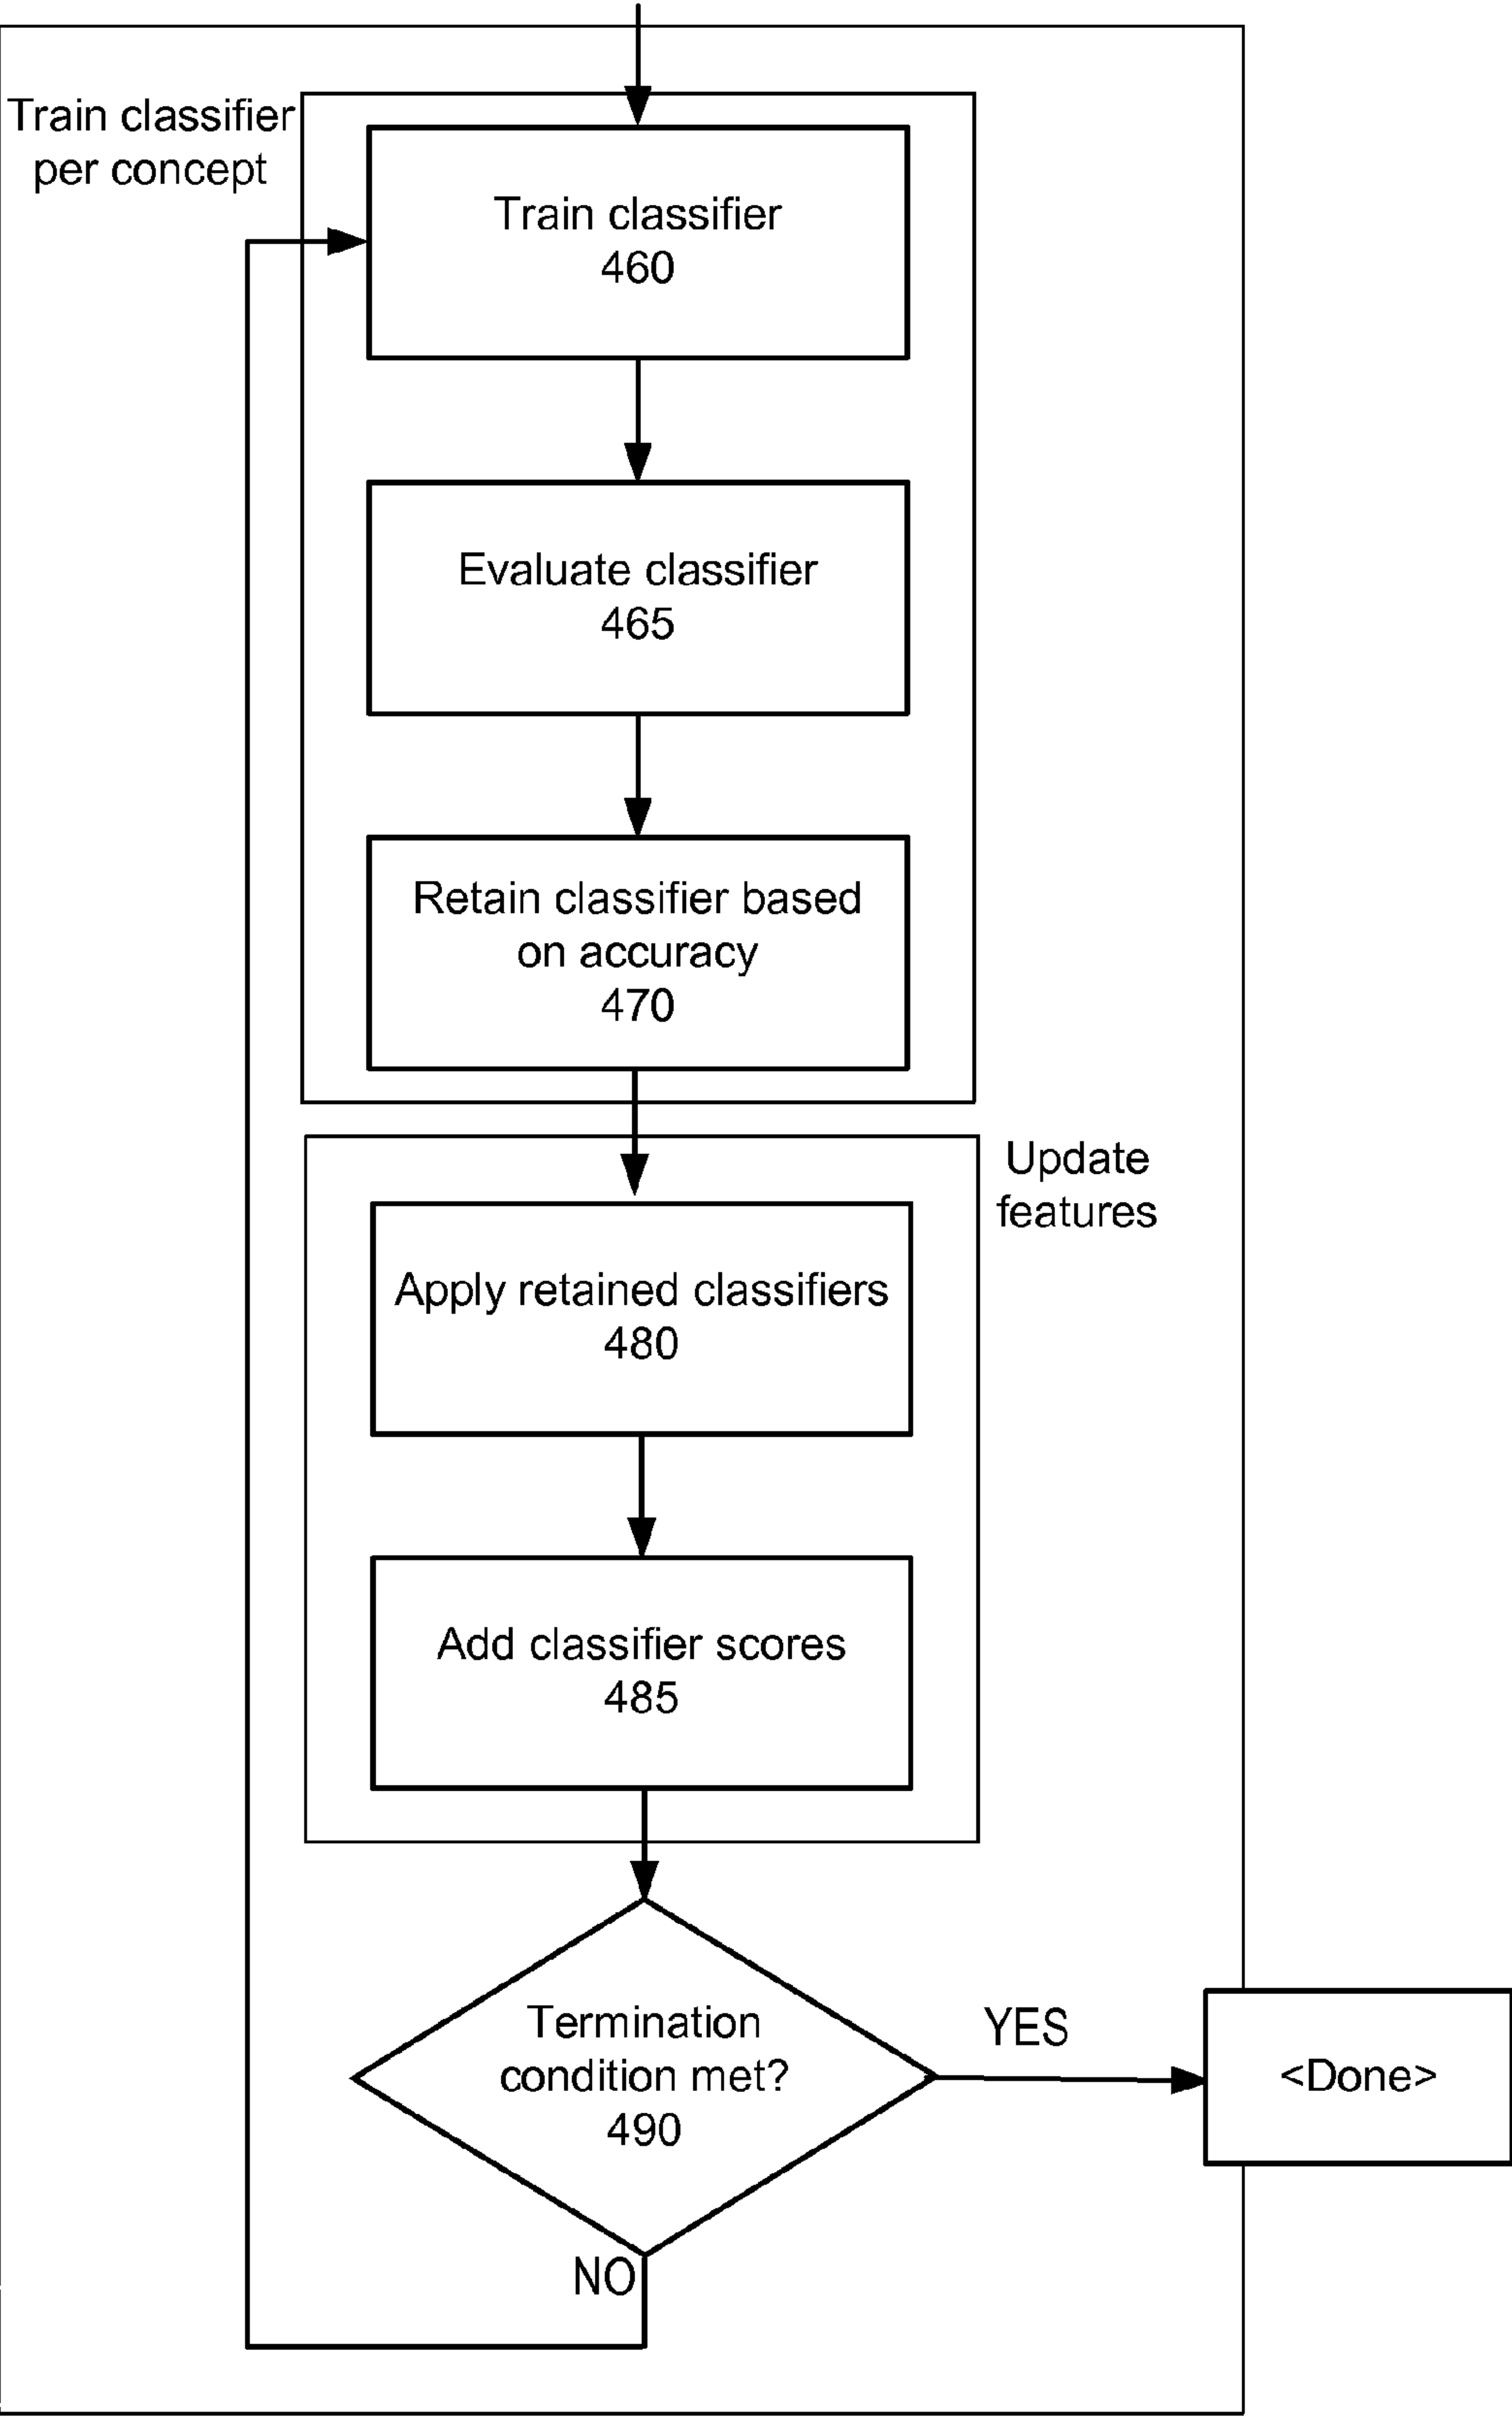 Train classifier
per concept
Train classifier
460
Evaluate classifier
465
Retain classifier based
on accuracy
470
Update
features
Apply retained classifiers
480
Add classifier scores
485
Termination
condition met?
490
YES
<Done>
NO